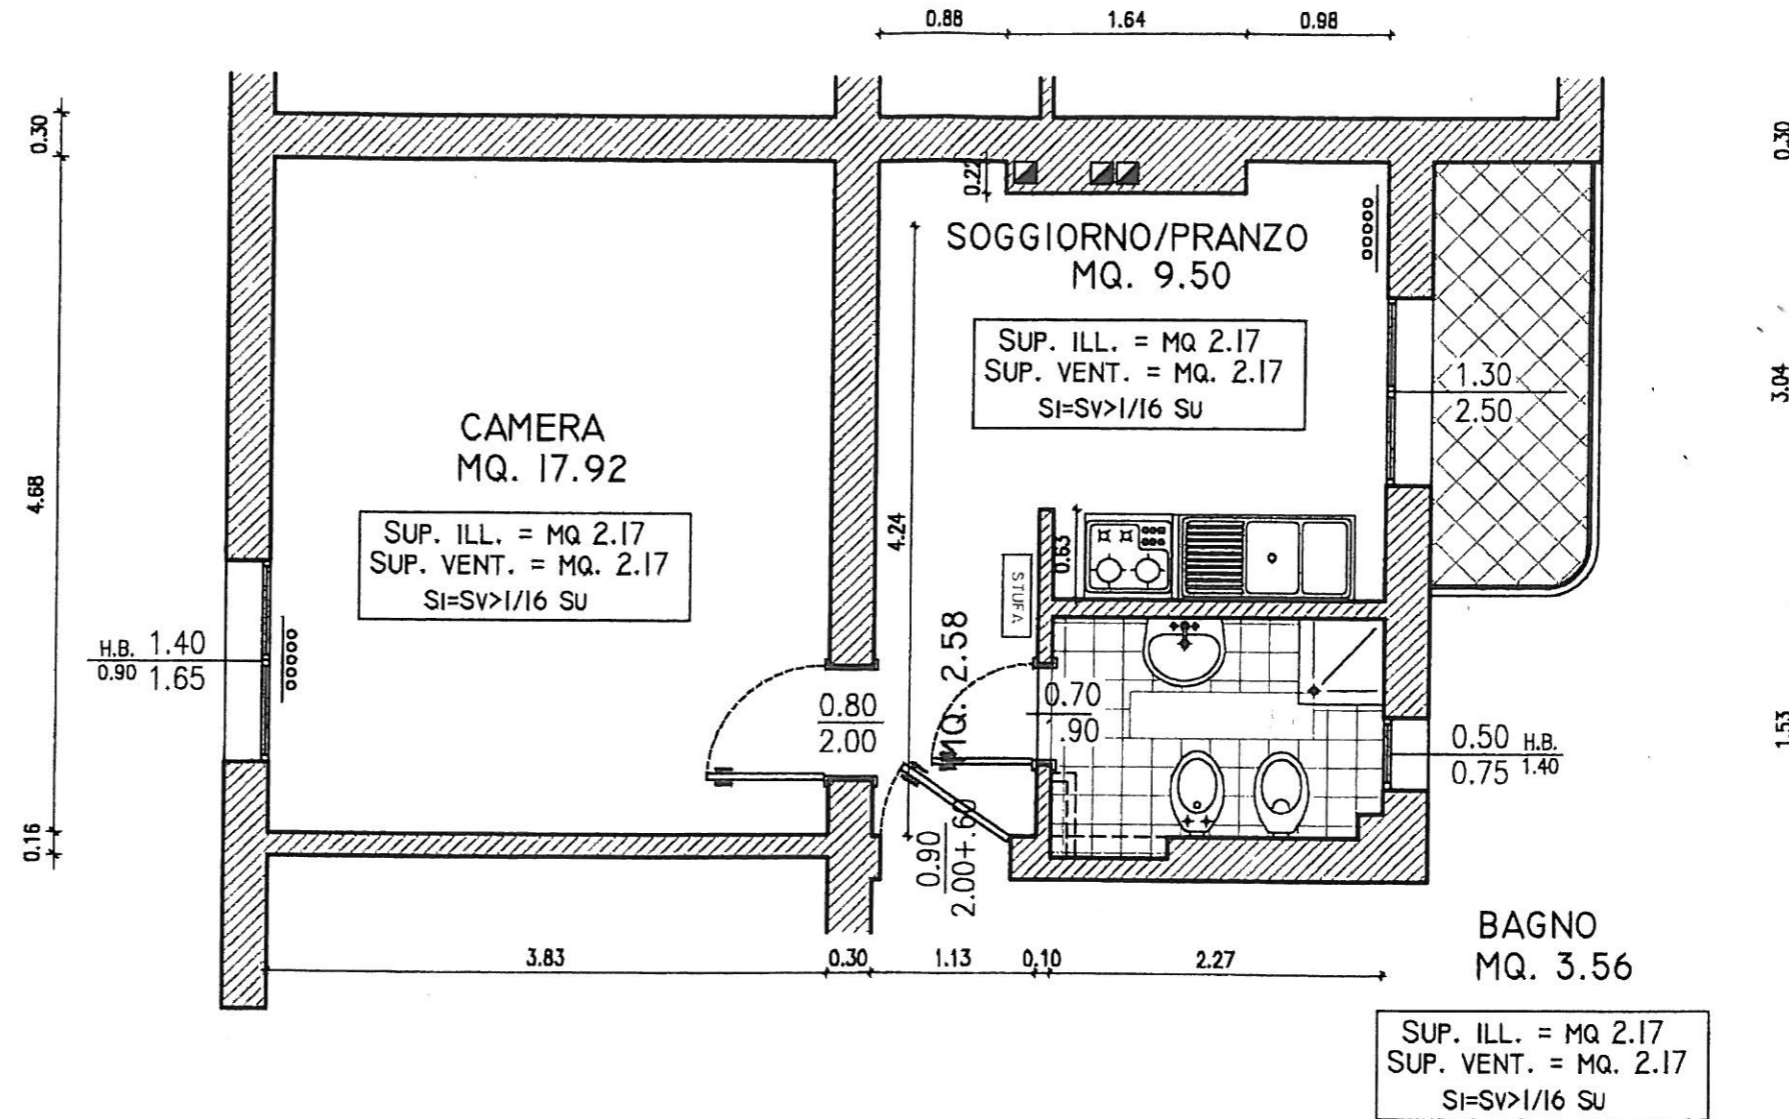 0.88 1.64 0.98
0.30
0.30
0.22
SOGGIORNO/PRANZO
MQ. 9.50
SUP. ILL. = MQ 2.17
SUP. VENT. = MQ. 2.17
SI=SV>1/16 SU
1.30
2.50
3.04
CAMERA
MQ. 17.92
SUP. ILL. = MQ 2.17
SUP. VENT. = MQ. 2.17
SI=SV>1/16 SU
4.68
4.24
0.63
STUFA
MQ. 2.58
H.B. 1.40
0.90 1.65
0.80
2.00
0.70
.90
0.50 H.B.
0.75 1.40
1.53
0.16
0.90
2.00+.60
3.83 0.30 1.13 0.10 2.27
BAGNO
MQ. 3.56
SUP. ILL. = MQ 2.17
SUP. VENT. = MQ. 2.17
SI=SV>1/16 SU